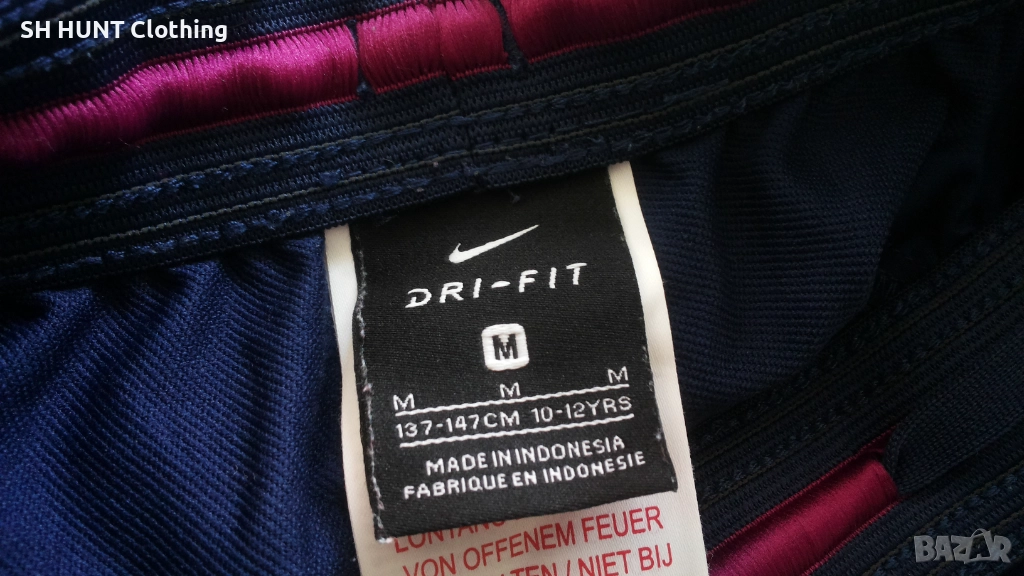 SH HUNT Clothing
DRI-FIT
M
M M M
137-147CM 10-12YRS
MADE IN INDONESIA
FABRIQUE EN INDONESIE
VON OFFENEM FEUER
/ NIET BIJ
BAZAR